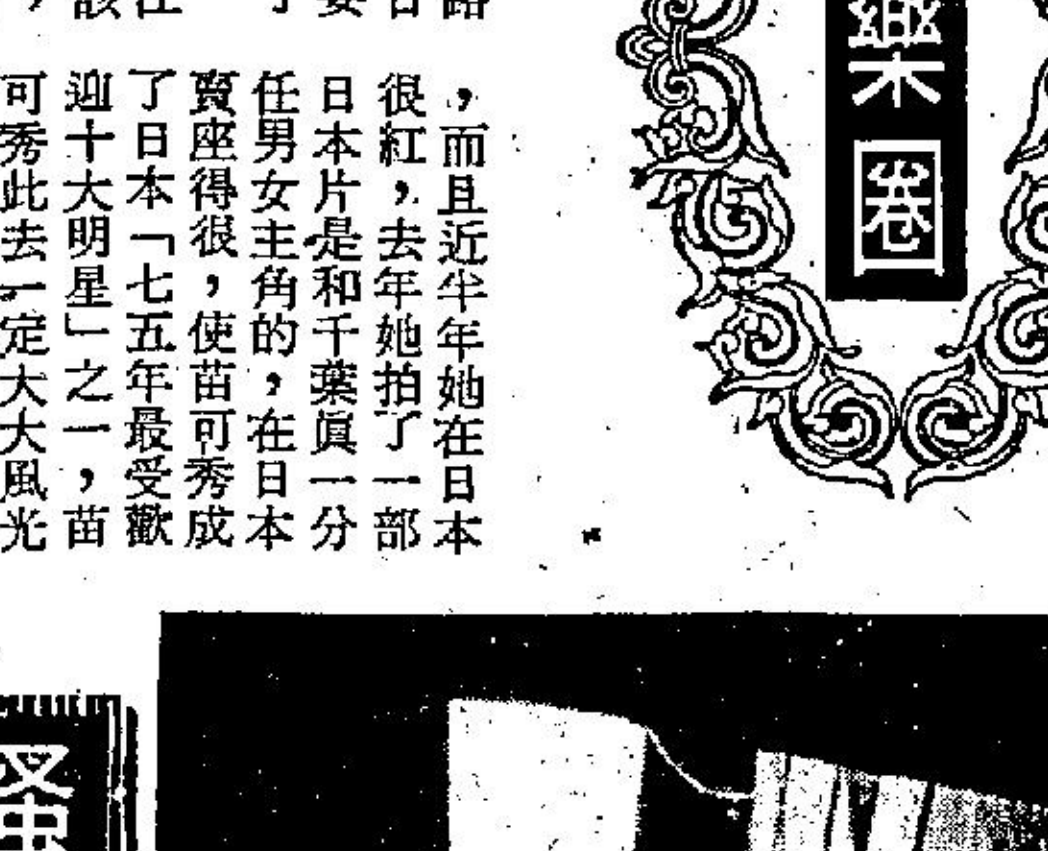 圈
，而且近半年她在日本
很紅，去年她拍了一部
日本片是和千葉眞一分
任男女主角的，在日本
賣座得很，使苗可秀成
了日本「七五年最受歡
迎十大明星」之一，苗
可秀此去一定大大風光